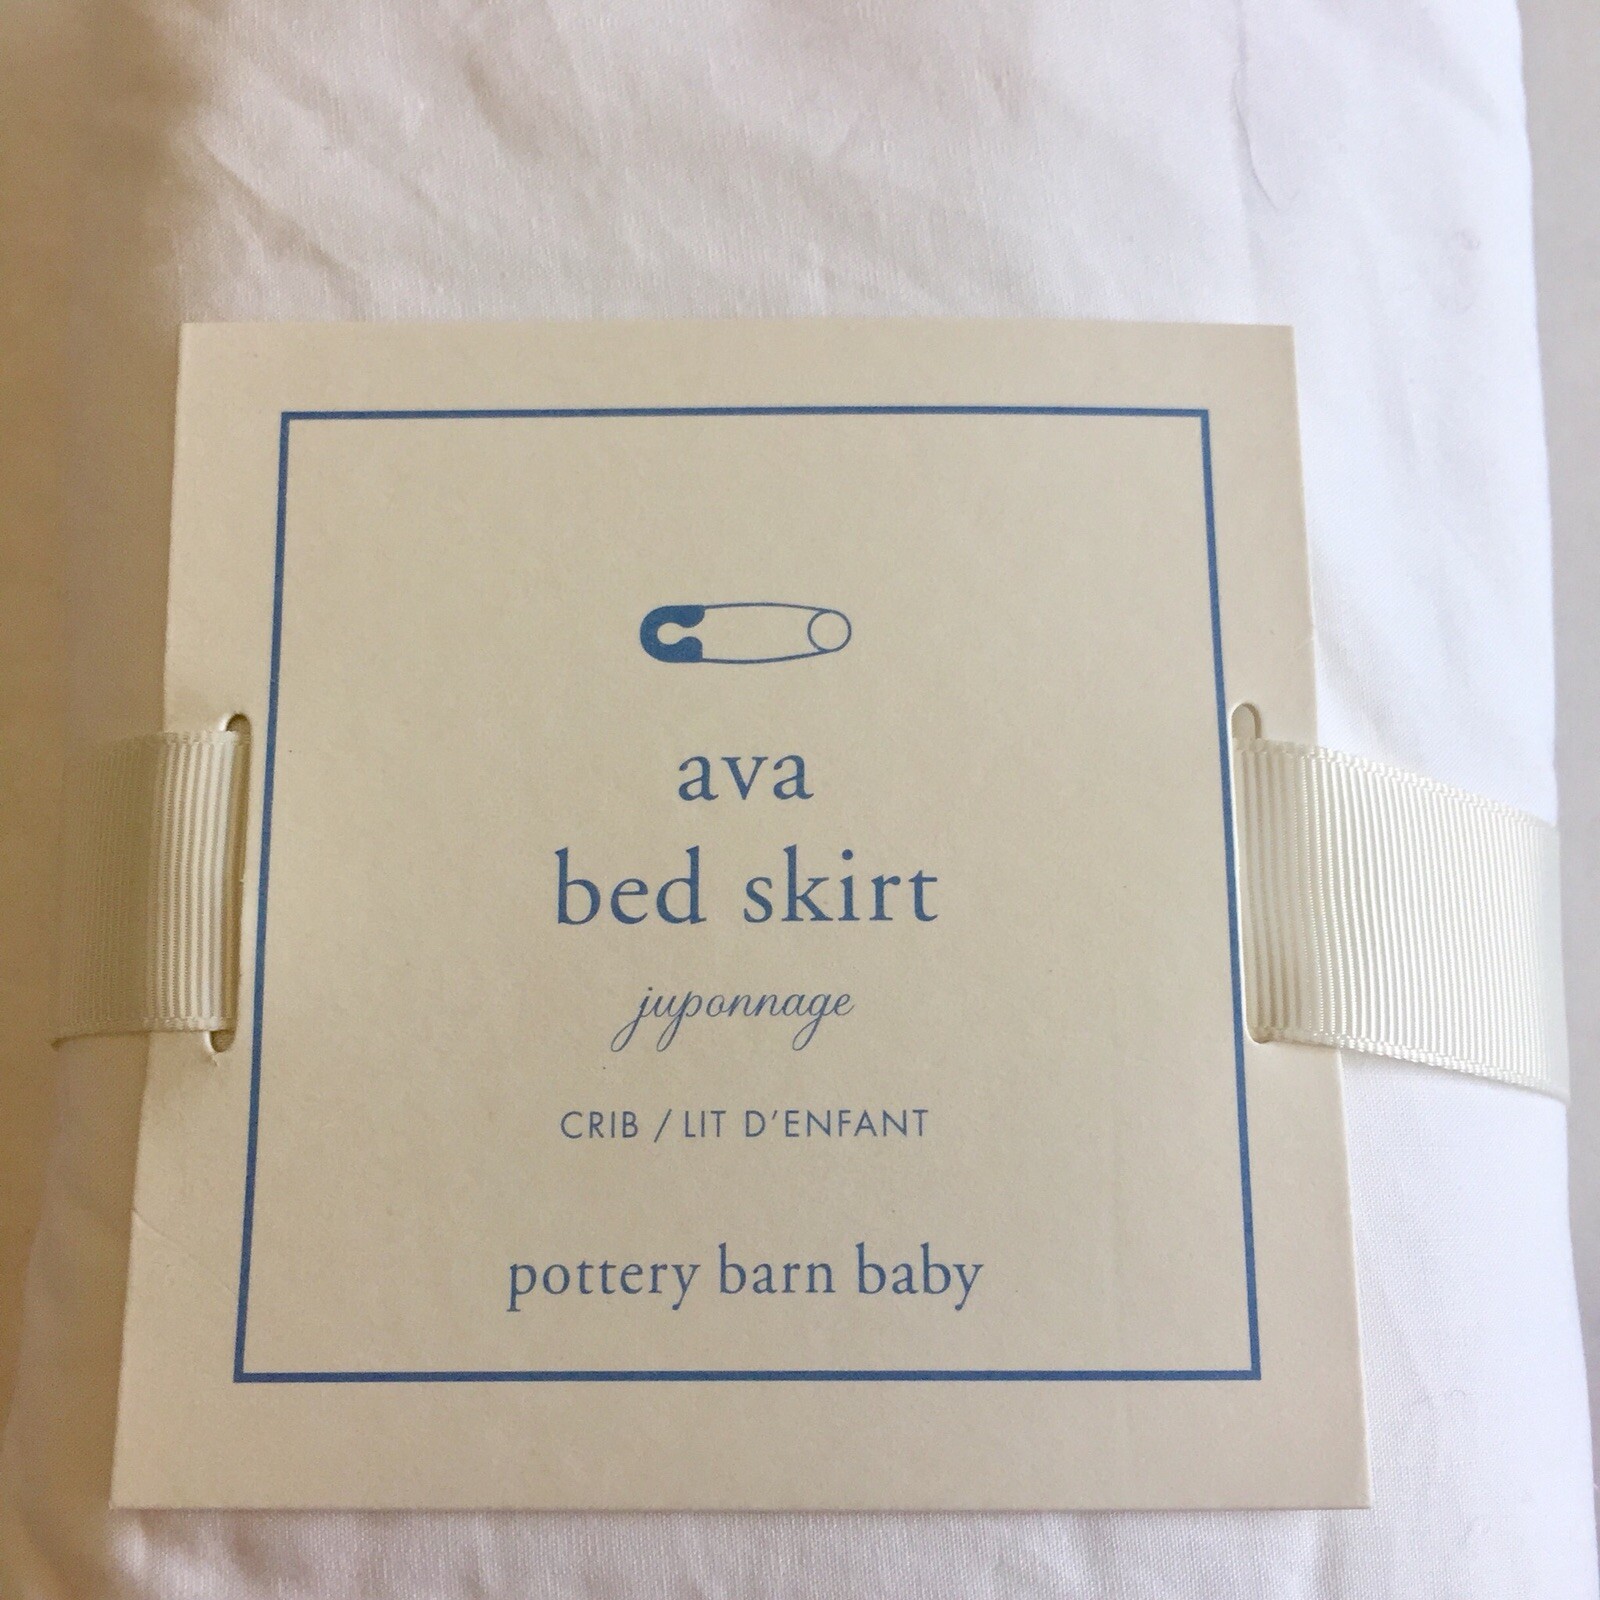 ava
bed skirt
juponnage
CRIB / LIT D'ENFANT
pottery barn baby